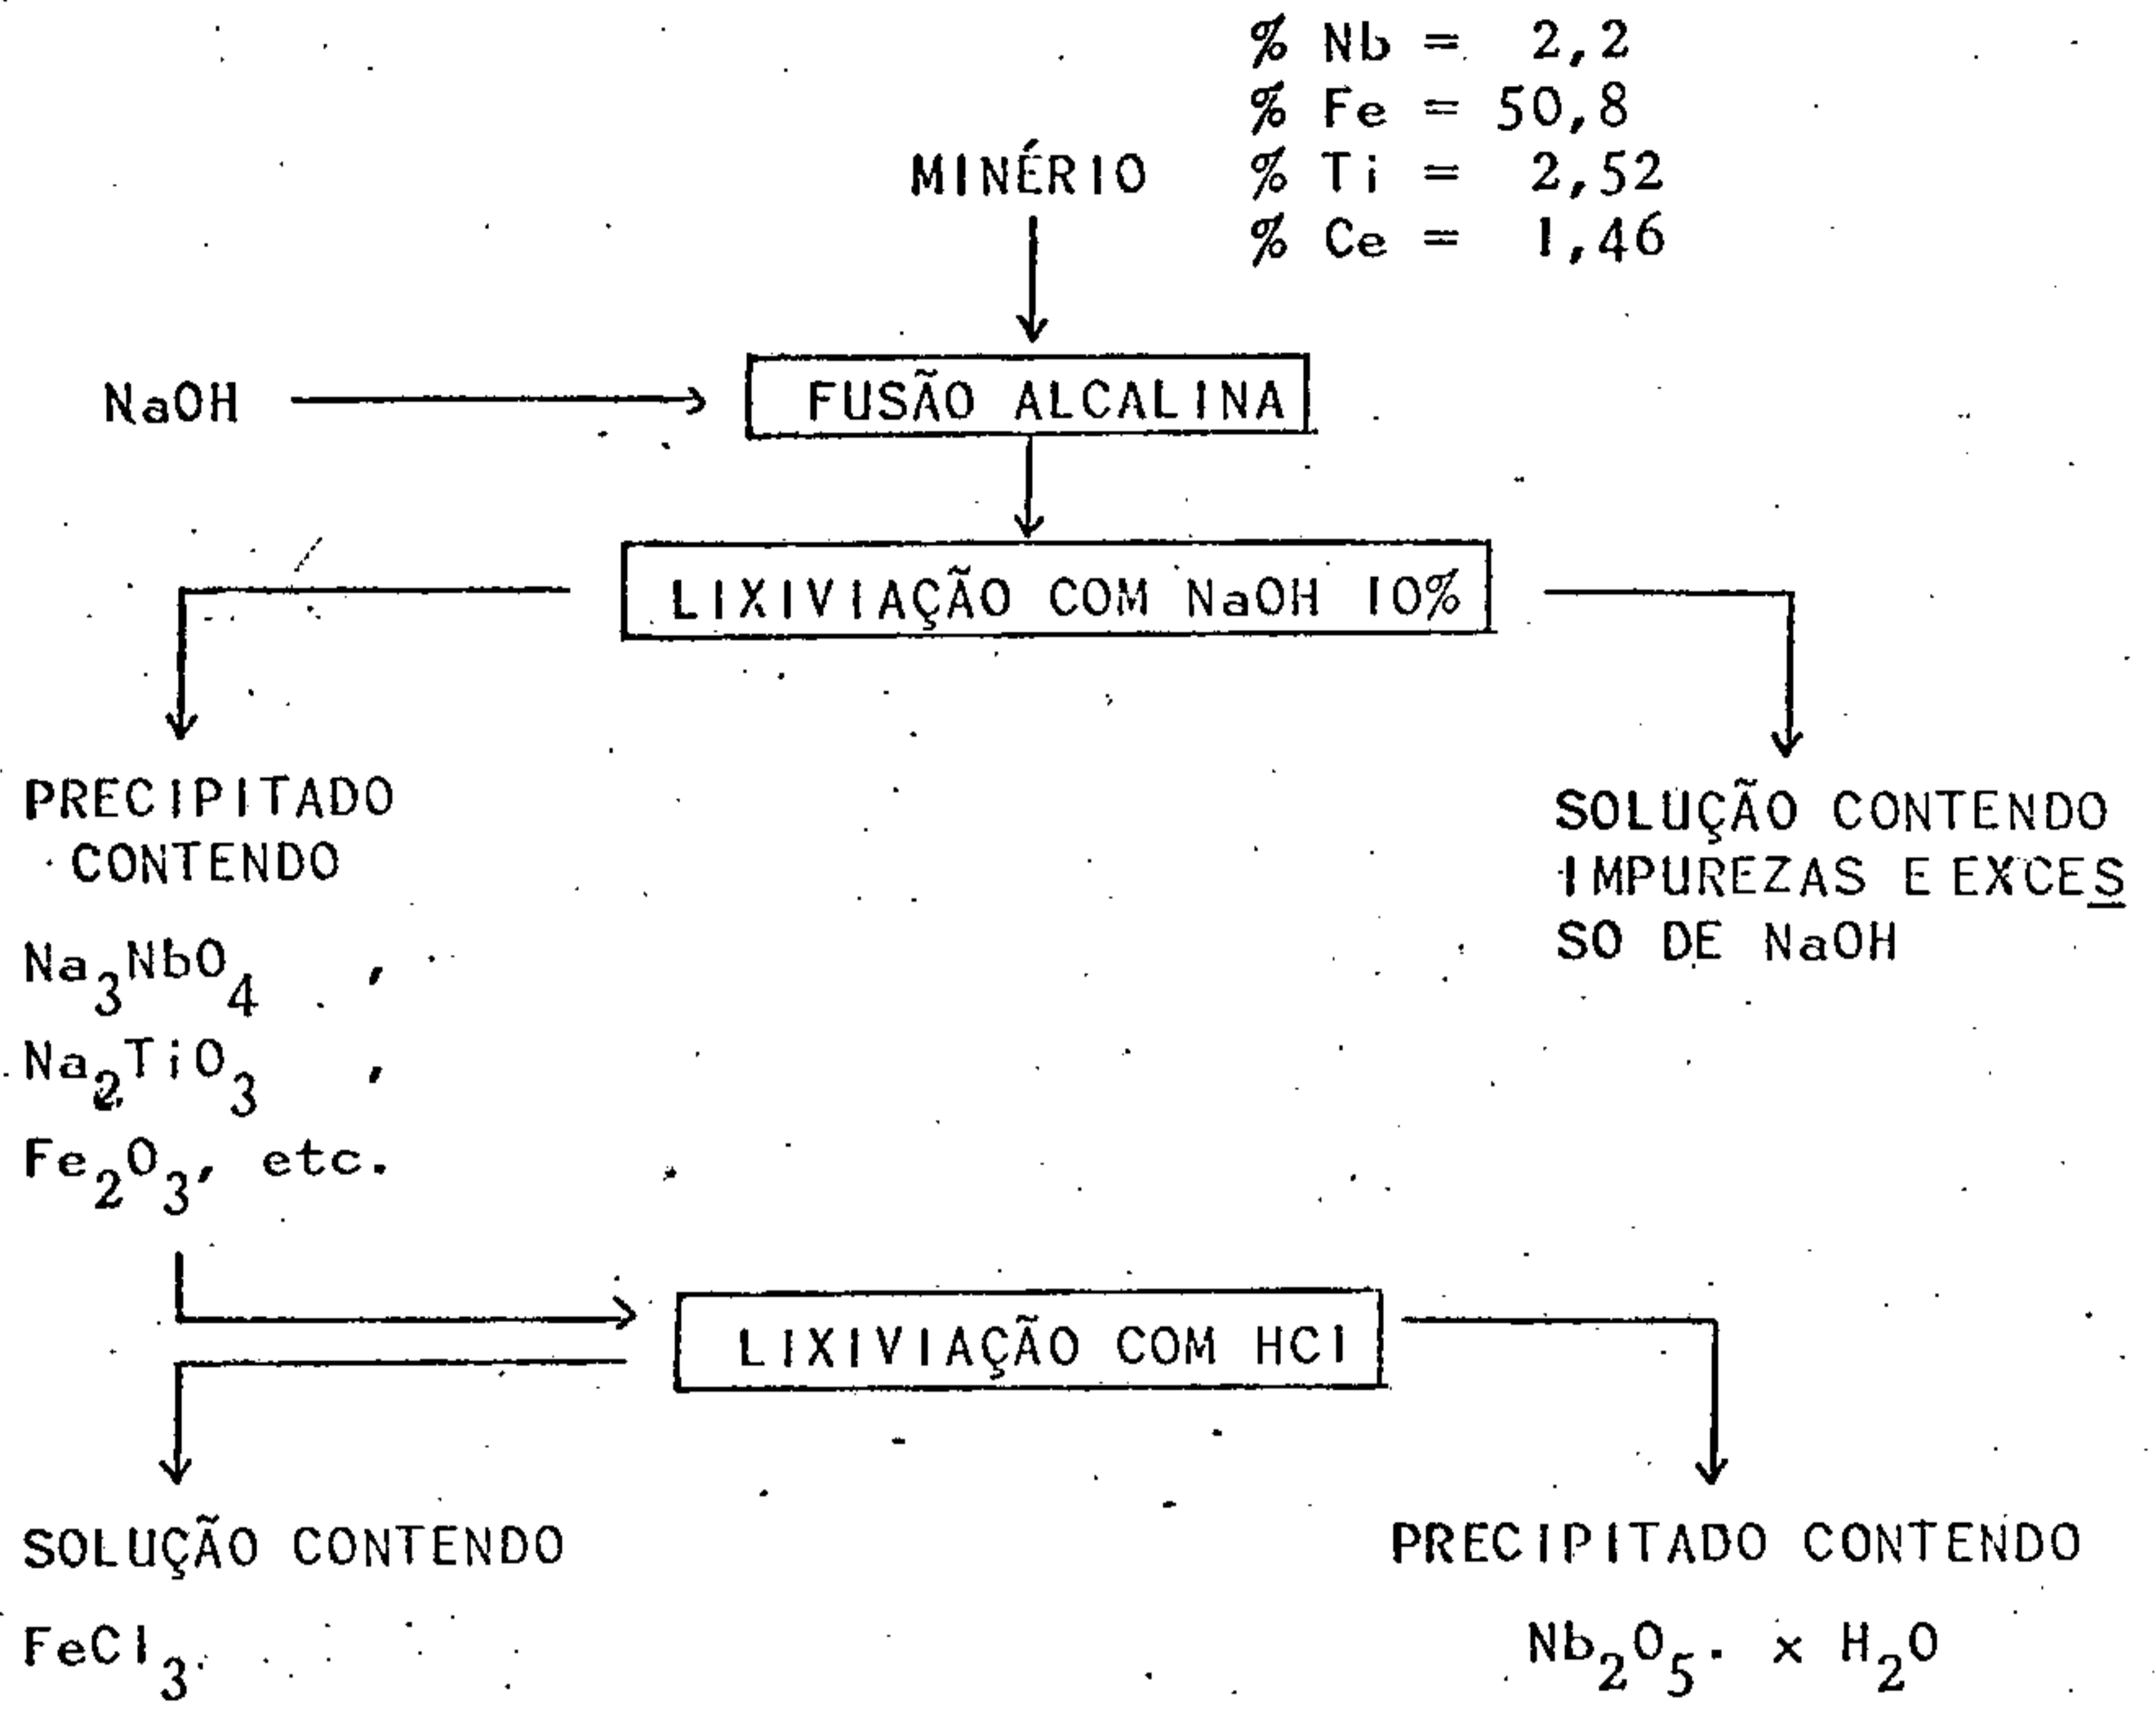 % Nb = 2,2
% Fe = 50,8
MINÉRIO % Ti = 2,52
% Ce = 1,46
NaOH FUSÃO ALCALINA
LIXIVIAÇÃO COM NaOH 10%
PRECIPITADO
CONTENDO
Na3NbO4 ,
Na2TiO3 ,
Fe2O3, etc.
SOLUÇÃO CONTENDO
IMPUREZAS E EXCES
SO DE NaOH
LIXIVIAÇÃO COM HCl
SOLUÇÃO CONTENDO
FeCl3
PRECIPITADO CONTENDO
Nb2O5. x H2O